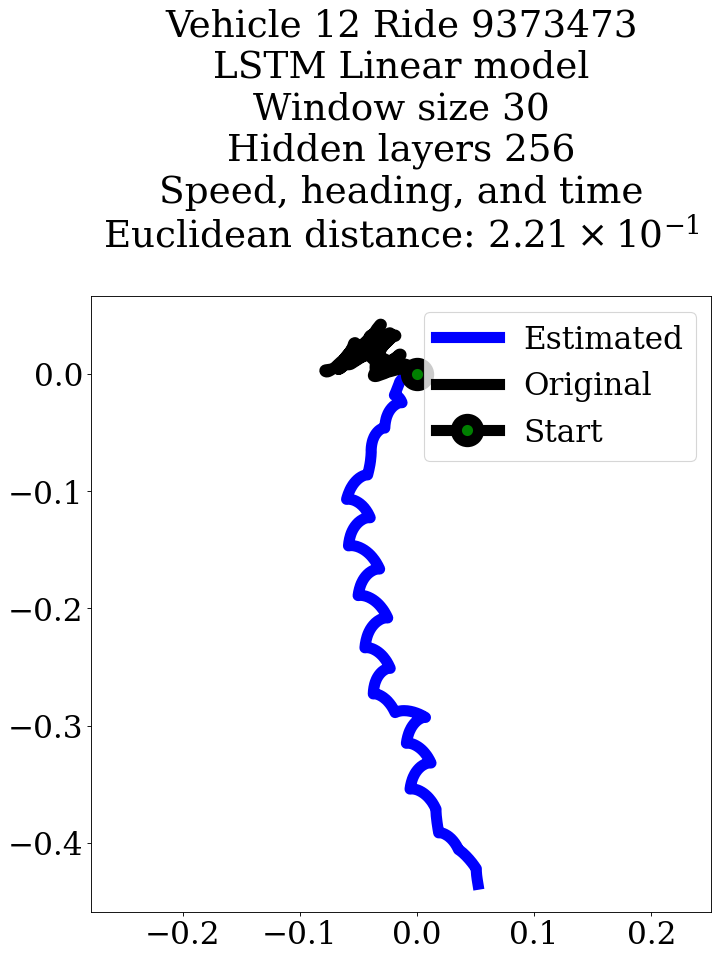 Vehicle 12 Ride 9373473
LSTM Linear model
Window size 30
Hidden layers 256
Speed, heading, and time
Euclidean distance: 2.21 × 10⁻¹
Estimated
Original
Start
0.0
−0.1
−0.2
−0.3
−0.4
−0.2 −0.1 0.0 0.1 0.2